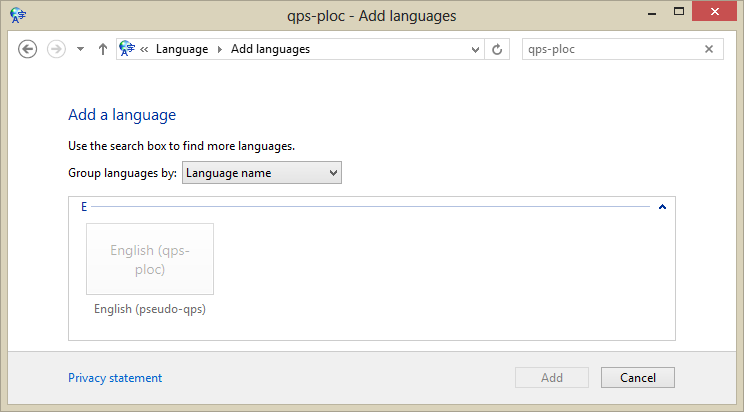 qps-ploc - Add languages
« Language Add languages
qps-ploc
Add a language
Use the search box to find more languages.
Group languages by: Language name
E
English (qps-
ploc)
English (pseudo-qps)
Privacy statement
Add
Cancel